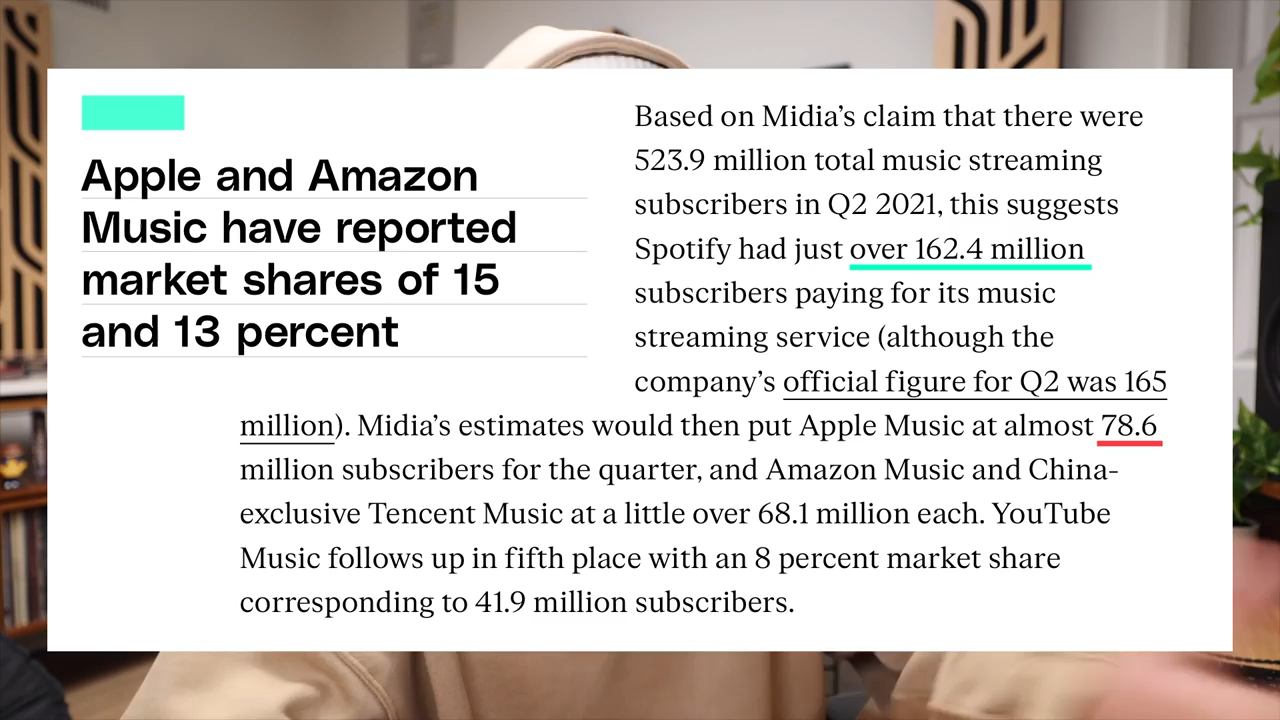 Apple and Amazon
Music have reported
market shares of 15
and 13 percent
Based on Midia’s claim that there were
523.9 million total music streaming
subscribers in Q2 2021, this suggests
Spotify had just over 162.4 million
subscribers paying for its music
streaming service (although the
company’s official figure for Q2 was 165
million). Midia’s estimates would then put Apple Music at almost 78.6
million subscribers for the quarter, and Amazon Music and China-
exclusive Tencent Music at a little over 68.1 million each. YouTube
Music follows up in fifth place with an 8 percent market share
corresponding to 41.9 million subscribers.